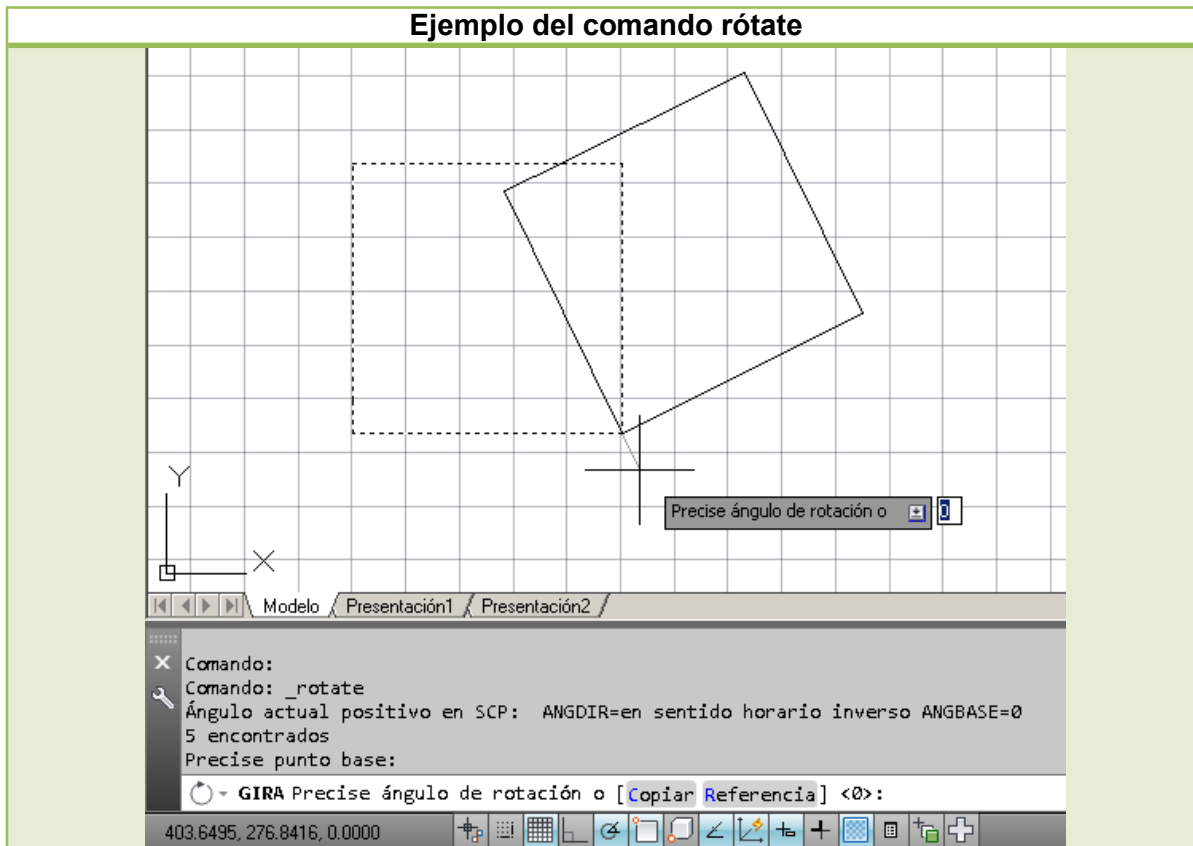 Ejemplo del comando rótate
Y
X
Precise ángulo de rotación o 0
Modelo Presentación1 Presentación2
Comando:
Comando: _rotate
Ángulo actual positivo en SCP: ANGDIR=en sentido horario inverso ANGBASE=0
5 encontrados
Precise punto base:
GIRA Precise ángulo de rotación o [Copiar Referencia] <0>:
403.6495, 276.8416, 0.0000